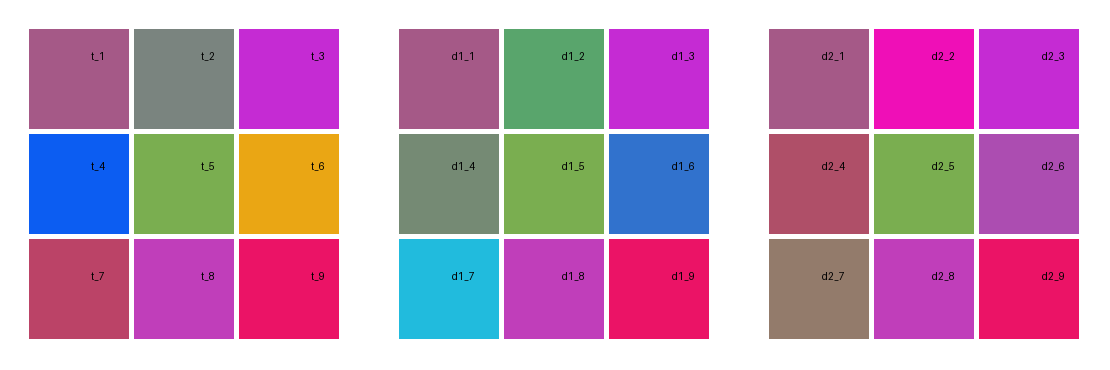 t_1 t_2 t_3 d1_1 d1_2 d1_3 d2_1 d2_2 d2_3
t_4 t_5 t_6 d1_4 d1_5 d1_6 d2_4 d2_5 d2_6
t_7 t_8 t_9 d1_7 d1_8 d1_9 d2_7 d2_8 d2_9